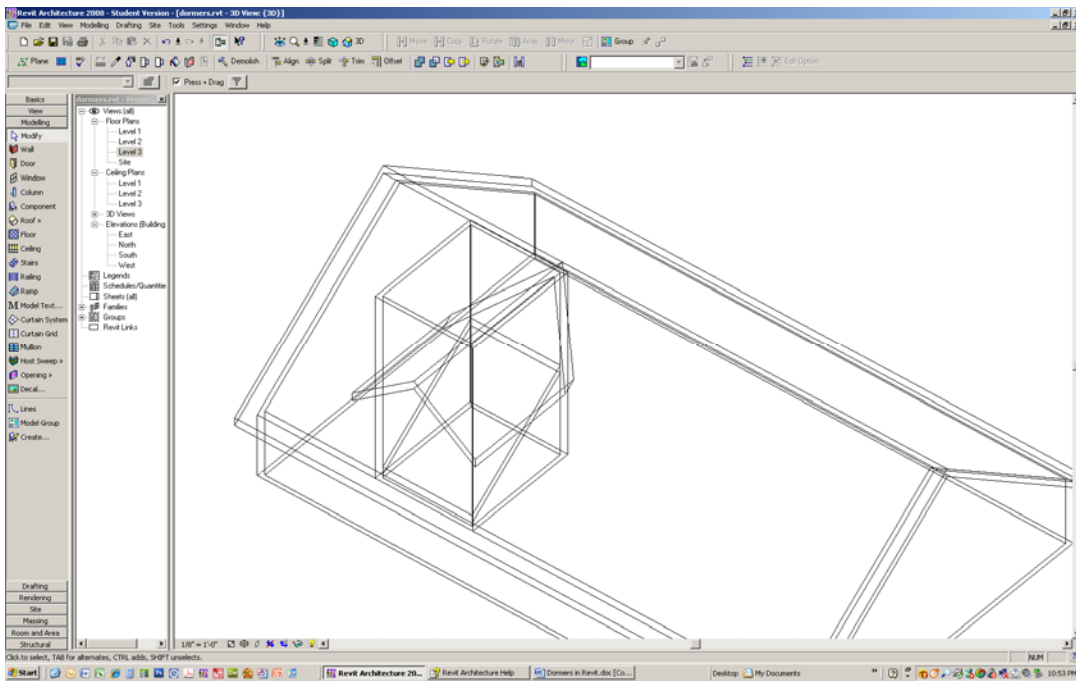 Revit Architecture 2008 - Student Version - [dormers.rvt - 3D View: {3D}]
File Edit View Modelling Drafting Site Tools Settings Window Help
3D Move Copy Rotate Array Mirror Group
Plane Demolish Align Split Trim Offset Edit Option
Press + Drag
Basics
View
Modelling
Modify
Wall
Door
Window
Column
Component
Roof »
Floor
Ceiling
Stairs
Railing
Ramp
Model Text...
Curtain System
Curtain Grid
Mullion
Host Sweep »
Opening »
Decal...
Lines
Model Group
Create...
Drafting
Rendering
Site
Massing
Room and Area
Structural
dormers.rvt - Projec
Views (all)
Floor Plans
Level 1
Level 2
Level 3
Site
Ceiling Plans
Level 1
Level 2
Level 3
3D Views
Elevations (Building
East
North
South
West
Legends
Schedules/Quantitie
Sheets (all)
Families
Groups
Revit Links
1/8" = 1'-0"
Click to select, TAB for alternates, CTRL adds, SHIFT unselects.
NUM
Start
Revit Architecture 20...
Revit Architecture Help
Dormers in Revit.doc [Co...
Desktop
My Documents
10:53 PM